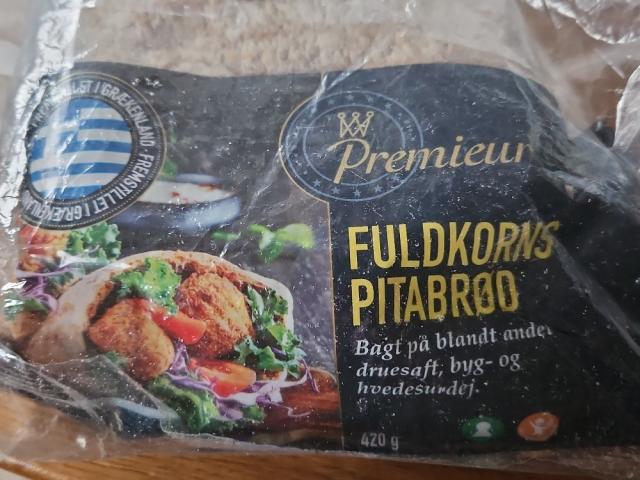 FREMSTILLET I GRÆKENLAND
Premieur
FULDKORNS
PITABRØD
Bagt på blandt andet
druesaft, byg- og
hvedesurdej.
420 g